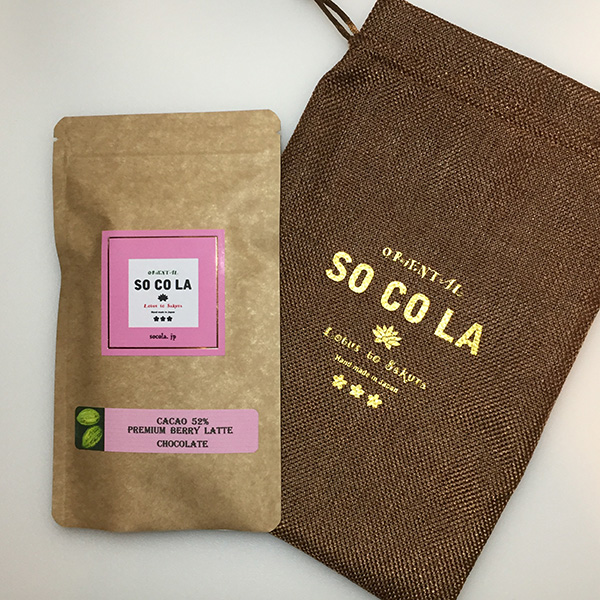 ORIENTAL
SO CO LA
Lotus to Sakura
Hand made in Japan
socola.jp
CACAO 52%
PREMIUM BERRY LATTE
CHOCOLATE
ORIENTAL
SO CO LA
Lotus to Sakura
Hand made in Japan